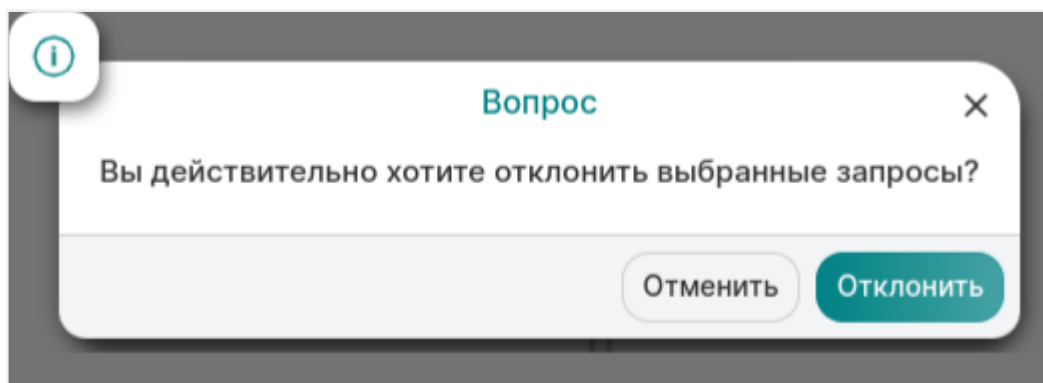 Вопрос
Вы действительно хотите отклонить выбранные запросы?
Отменить
Отклонить